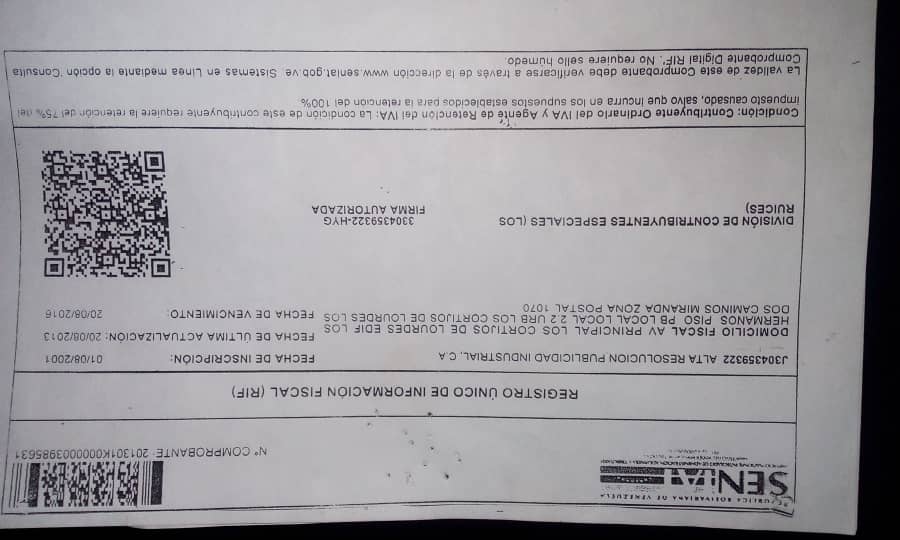 REPÚBLICA BOLIVARIANA DE VENEZUELA
SENIAT
N° COMPROBANTE: 201301K0000003985631
REGISTRO ÚNICO DE INFORMACIÓN FISCAL (RIF)
J304359322 ALTA RESOLUCION PUBLICIDAD INDUSTRIAL, C.A
FECHA DE INSCRIPCIÓN: 01/08/2001
DOMICILIO FISCAL AV PRINCIPAL LOS CORTIJOS DE LOURDES EDIF LOS
HERMANOS PISO PB LOCAL LOCAL 2 2 URB LOS CORTIJOS DE LOURDES LOS
DOS CAMINOS MIRANDA ZONA POSTAL 1070
FECHA DE ÚLTIMA ACTUALIZACIÓN: 20/08/2013
FECHA DE VENCIMIENTO: 20/08/2016
DIVISIÓN DE CONTRIBUYENTES ESPECIALES (LOS
RUICES)
3304359322-HYG
FIRMA AUTORIZADA
Condición: Contribuyente Ordinario del IVA y Agente de Retención del IVA: La condición de este contribuyente requiere la retención del 75% del
impuesto causado, salvo que incurra en los supuestos establecidos para la retencion del 100%
La validez de este Comprobante debe verificarse a través de la dirección www.seniat.gob.ve. Sistemas en Línea mediante la opción "Consulta
Comprobante Digital RIF". No requiere sello húmedo.